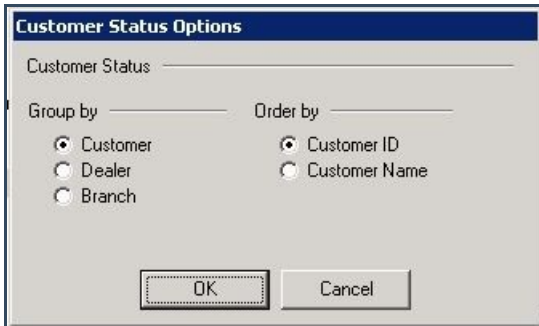 Customer Status Options
Customer Status
Group by
Customer
Dealer
Branch
Order by
Customer ID
Customer Name
OK
Cancel